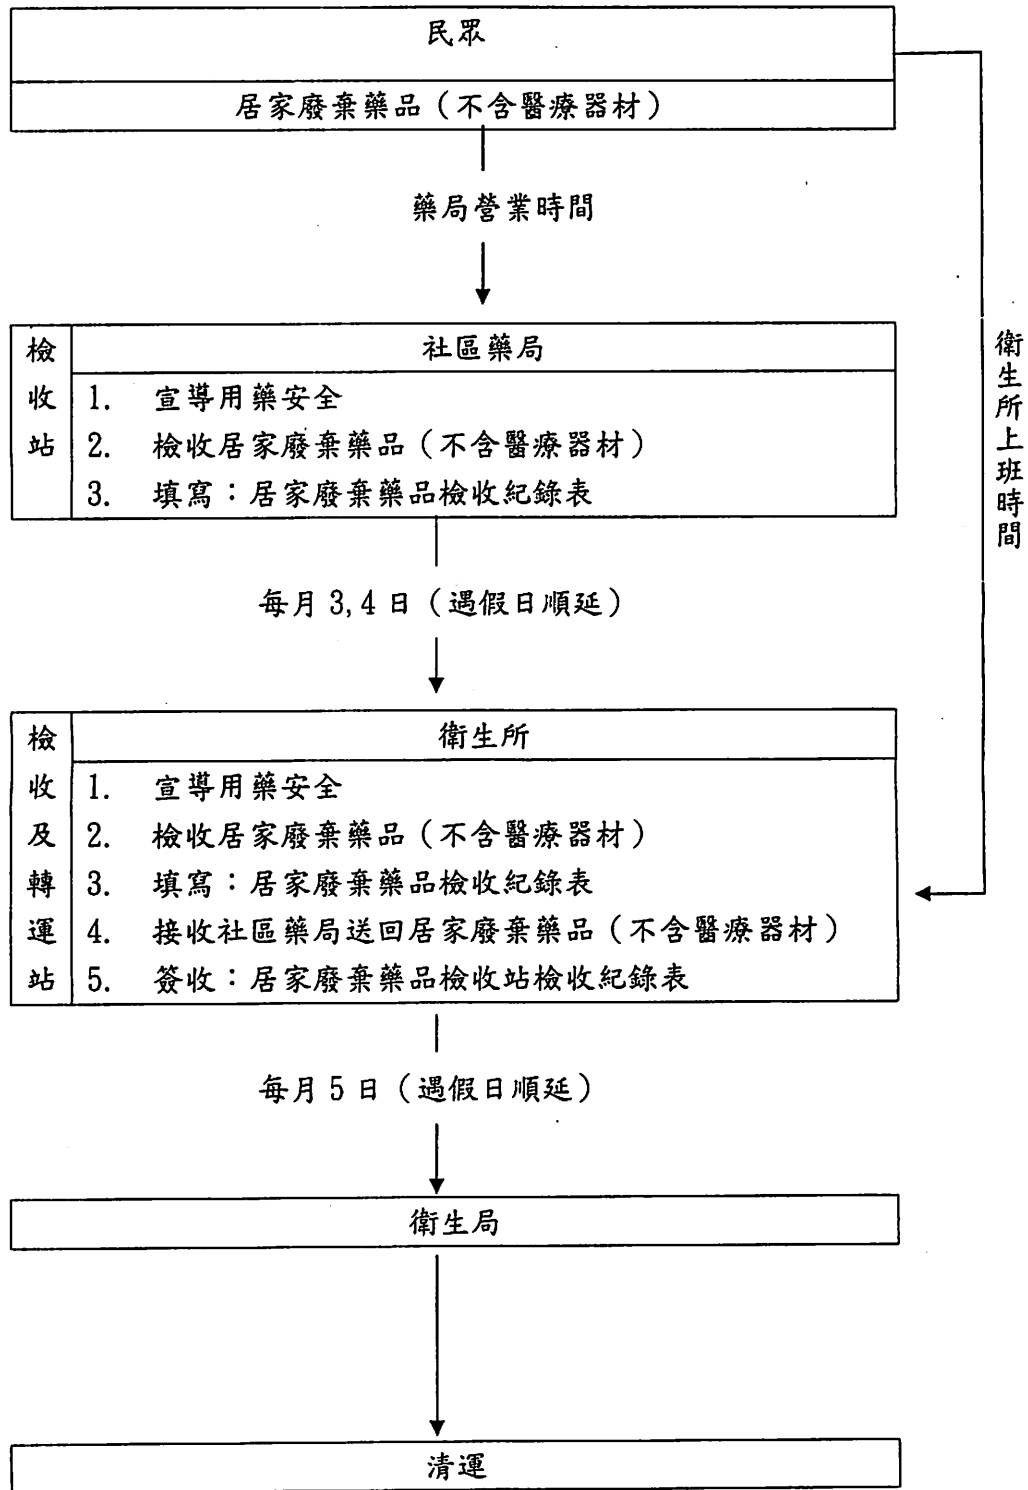 民眾
居家廢棄藥品（不含醫療器材）
藥局營業時間
衛生所上班時間
檢收站
社區藥局
1. 宣導用藥安全
2. 檢收居家廢棄藥品（不含醫療器材）
3. 填寫：居家廢棄藥品檢收紀錄表
每月 3,4 日（遇假日順延）
檢收及轉運站
衛生所
1. 宣導用藥安全
2. 檢收居家廢棄藥品（不含醫療器材）
3. 填寫：居家廢棄藥品檢收紀錄表
4. 接收社區藥局送回居家廢棄藥品（不含醫療器材）
5. 簽收：居家廢棄藥品檢收站檢收紀錄表
每月 5 日（遇假日順延）
衛生局
清運